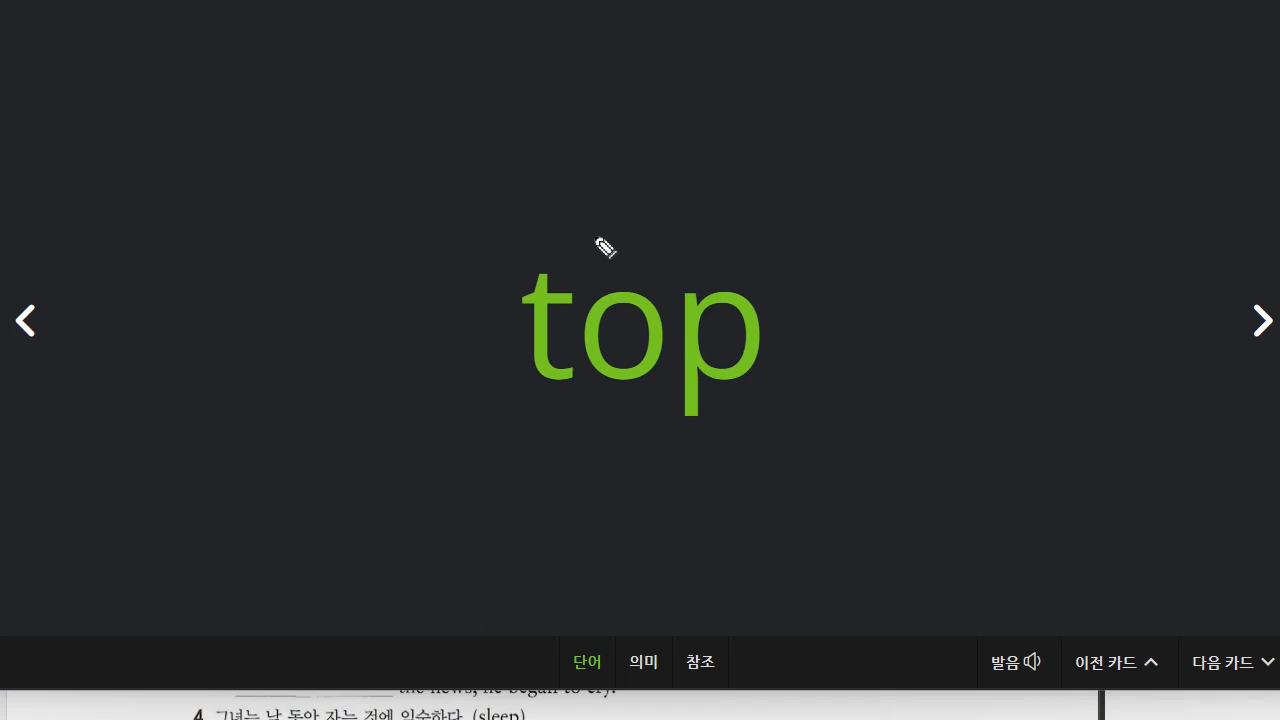 top
단어 의미 참조 발음 이전 카드 다음 카드
the news, he began to cry.
4 그녀는 낮 동안 자는 것에 익숙하다. (sleep)